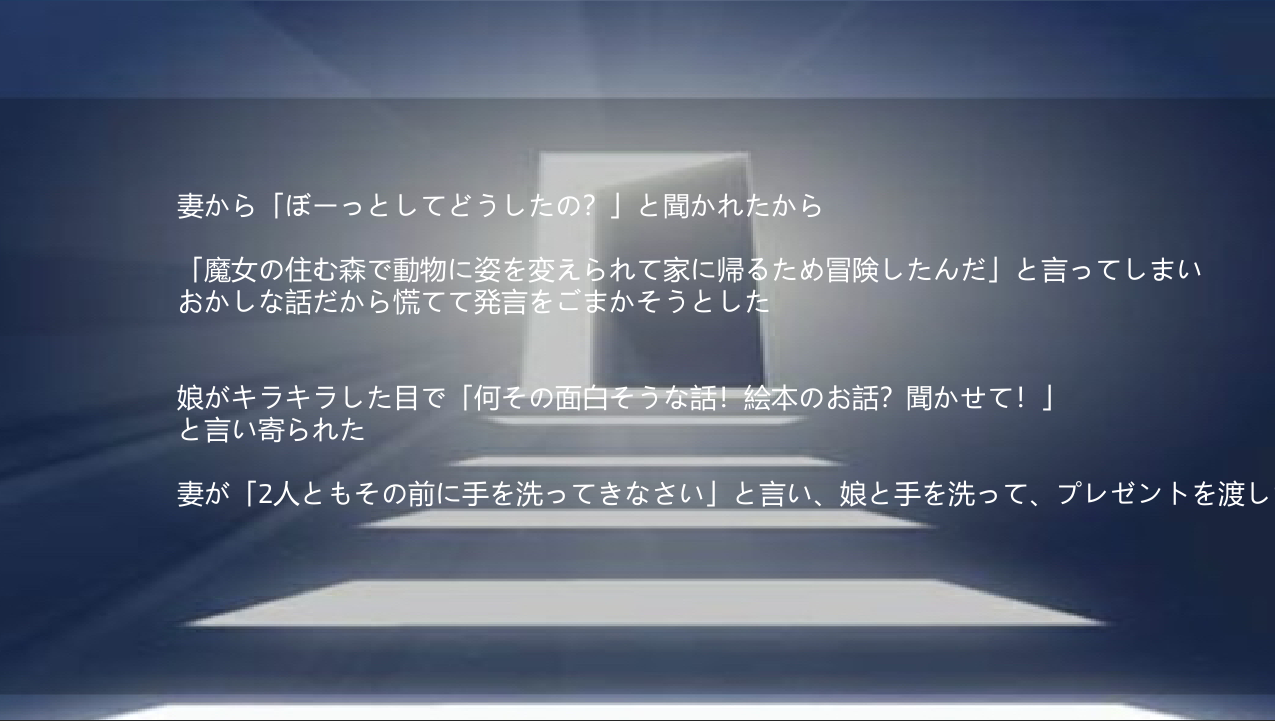 妻から「ぼーっとしてどうしたの？」と聞かれたから
「魔女の住む森で動物に姿を変えられて家に帰るため冒険したんだ」と言ってしまい
おかしな話だから慌てて発言をごまかそうとした
娘がキラキラした目で「何その面白そうな話！絵本のお話？聞かせて！」
と言い寄られた
妻が「2人ともその前に手を洗ってきなさい」と言い、娘と手を洗って、プレゼントを渡し